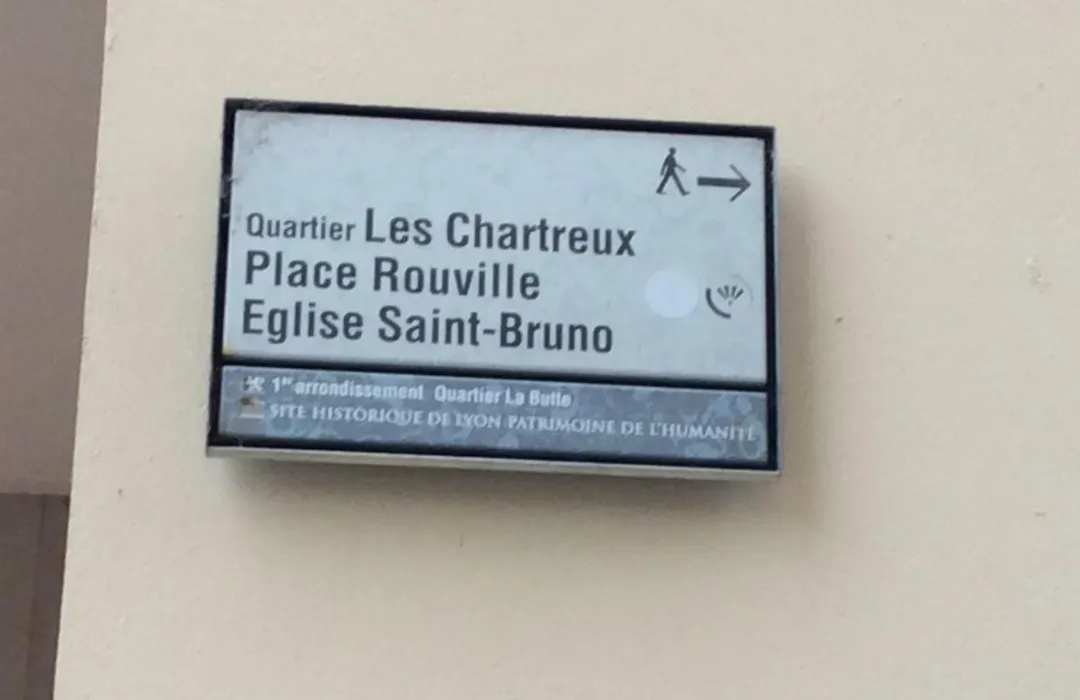 Quartier Les Chartreux
Place Rouville
Eglise Saint-Bruno
1er arrondissement Quartier La Butte
SITE HISTORIQUE DE LYON PATRIMOINE DE L'HUMANITÉ